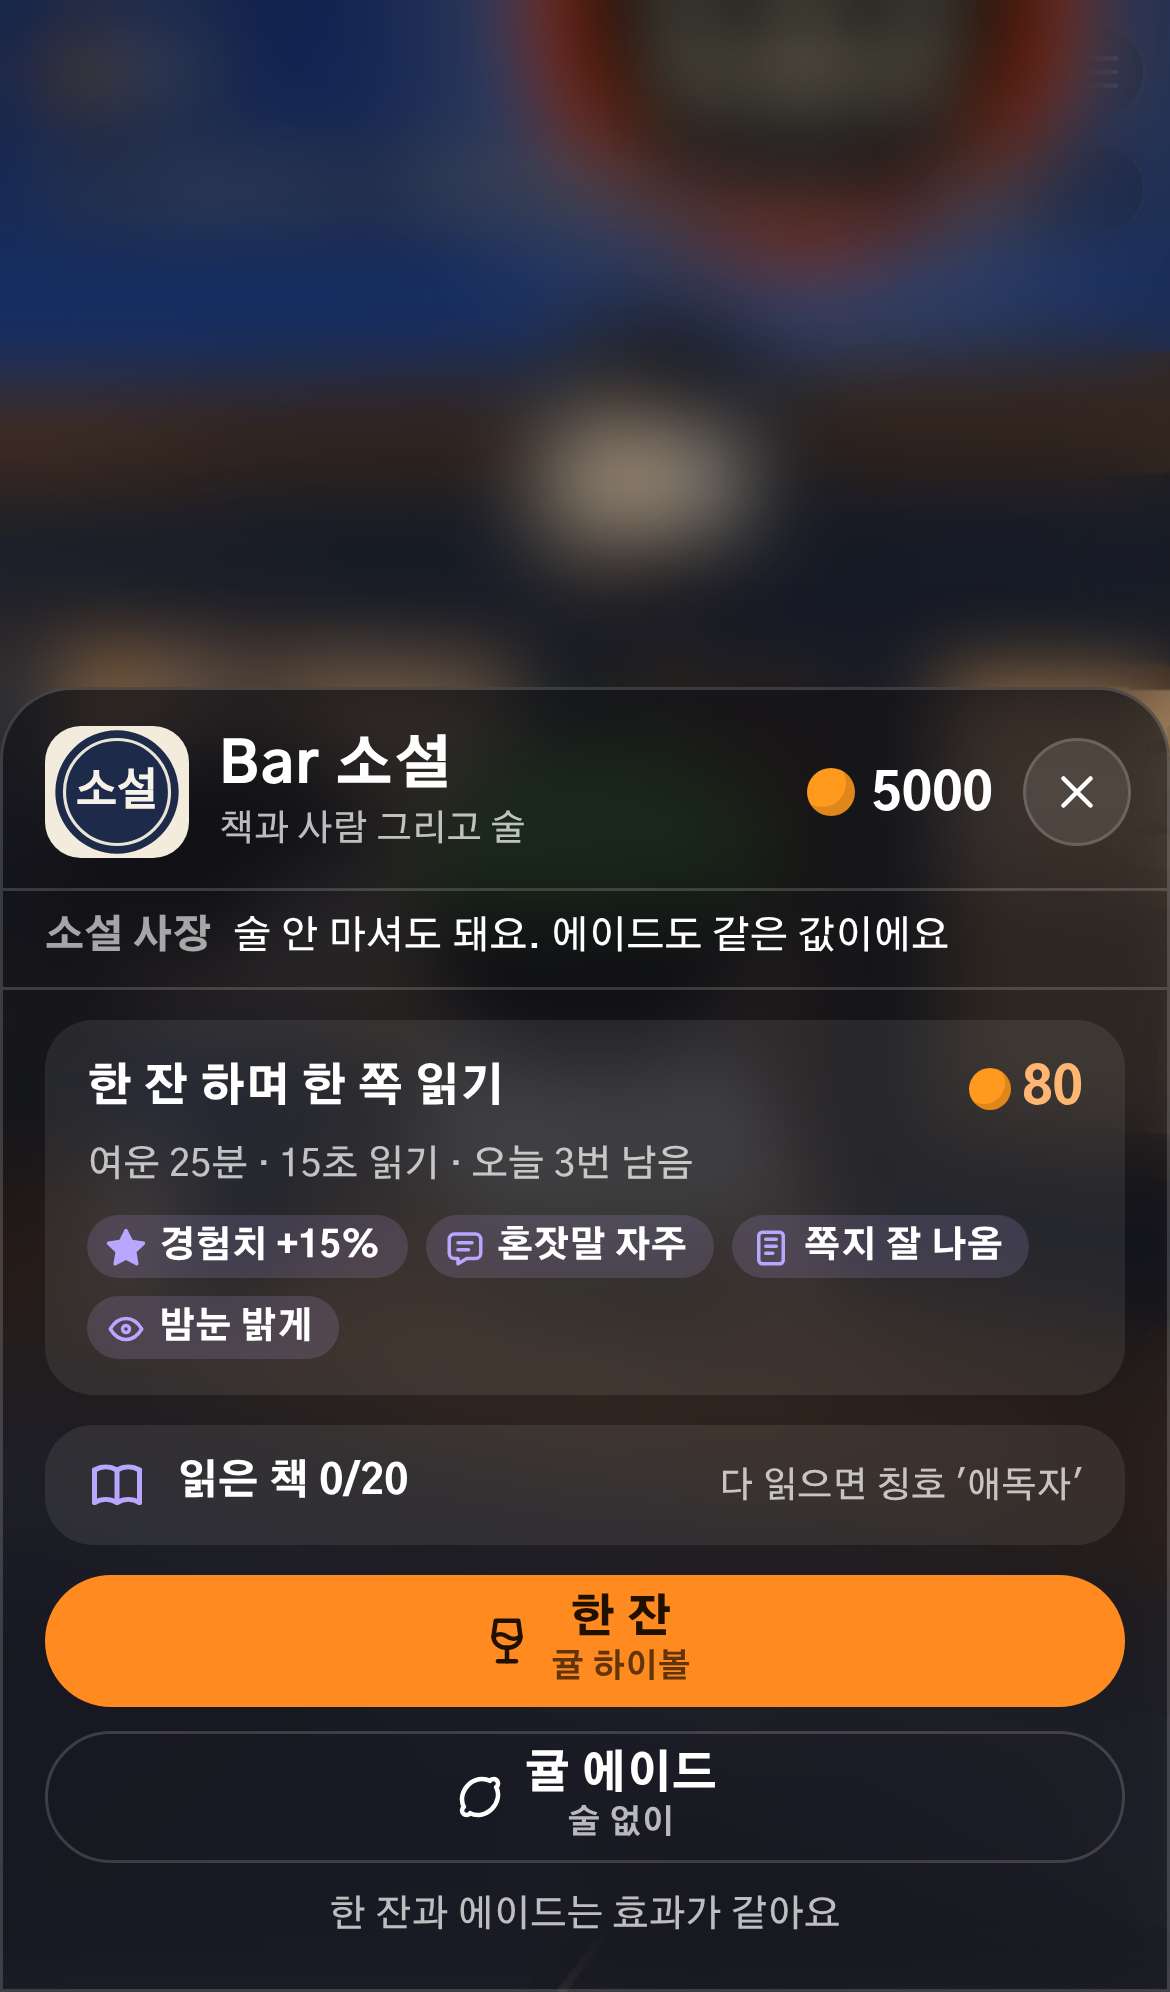 소설
Bar 소설
책과 사람 그리고 술
5000
소설 사장 술 안 마셔도 돼요. 에이드도 같은 값이에요
한 잔 하며 한 쪽 읽기
80
여운 25분 · 15초 읽기 · 오늘 3번 남음
경험치 +15%
혼잣말 자주
쪽지 잘 나옴
밤눈 밝게
읽은 책 0/20
다 읽으면 칭호 '애독자'
한 잔
귤 하이볼
귤 에이드
술 없이
한 잔과 에이드는 효과가 같아요